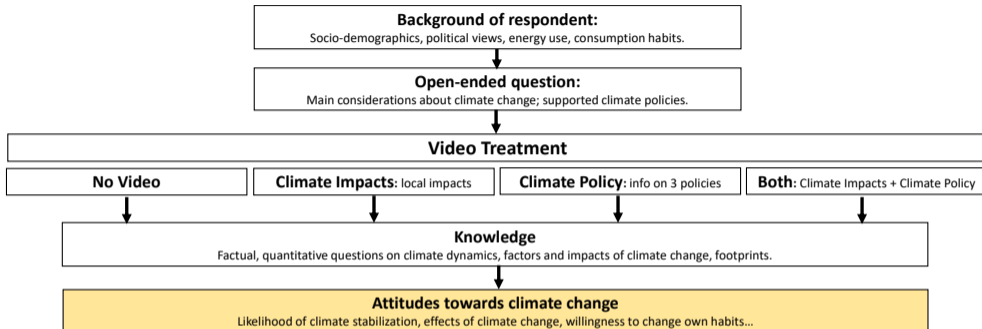 Background of respondent:
Socio-demographics, political views, energy use, consumption habits.
Open-ended question:
Main considerations about climate change; supported climate policies.
Video Treatment
No Video
Climate Impacts: local impacts
Climate Policy: info on 3 policies
Both: Climate Impacts + Climate Policy
Knowledge
Factual, quantitative questions on climate dynamics, factors and impacts of climate change, footprints.
Attitudes towards climate change
Likelihood of climate stabilization, effects of climate change, willingness to change own habits...